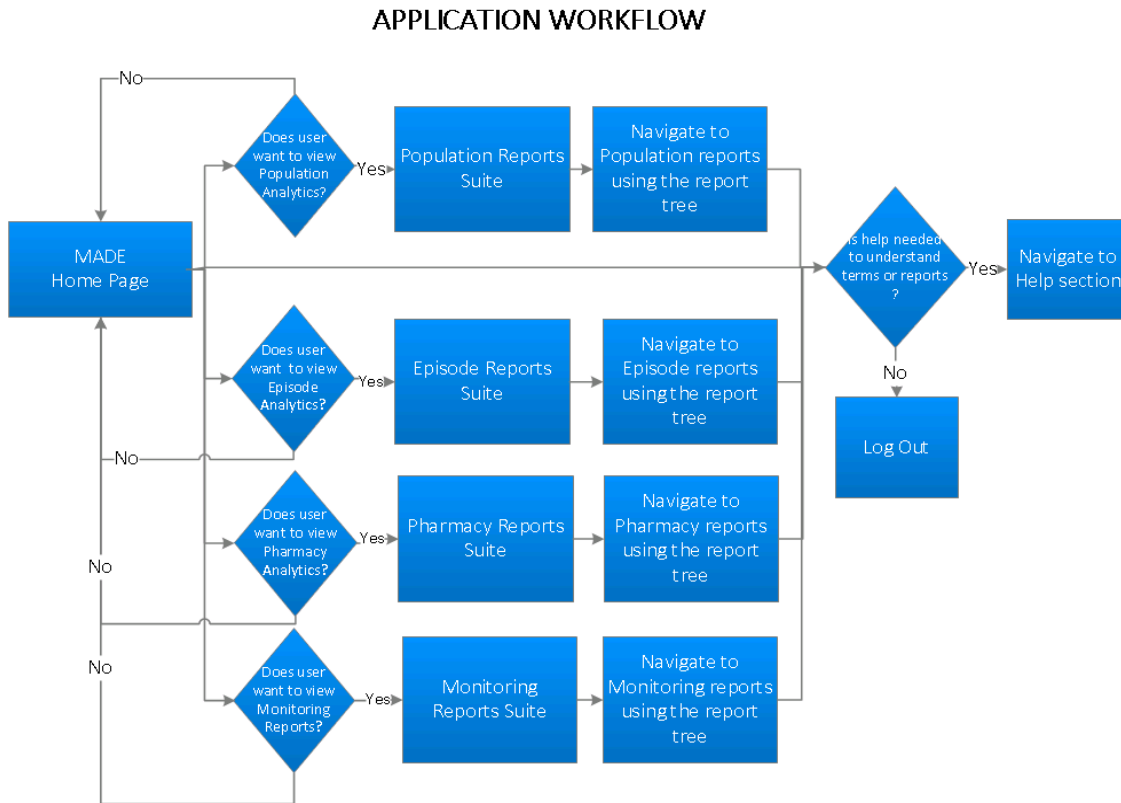 APPLICATION WORKFLOW
No
Does user
want to view
Population
Analytics?
Yes
Population Reports
Suite
Navigate to
Population reports
using the report
tree
MADE
Home Page
Is help needed
to understand
terms or reports
?
Yes
Navigate to
Help section
Does user
want to view
Episode
Analytics?
Yes
Episode Reports
Suite
Navigate to
Episode reports
using the report
tree
No
No
Log Out
Does user
want to view
Pharmacy
Analytics?
Yes
Pharmacy Reports
Suite
Navigate to
Pharmacy reports
using the report
tree
No
Does user
want to view
Monitoring
Reports?
Yes
Monitoring
Reports Suite
Navigate to
Monitoring reports
using the report
tree
No